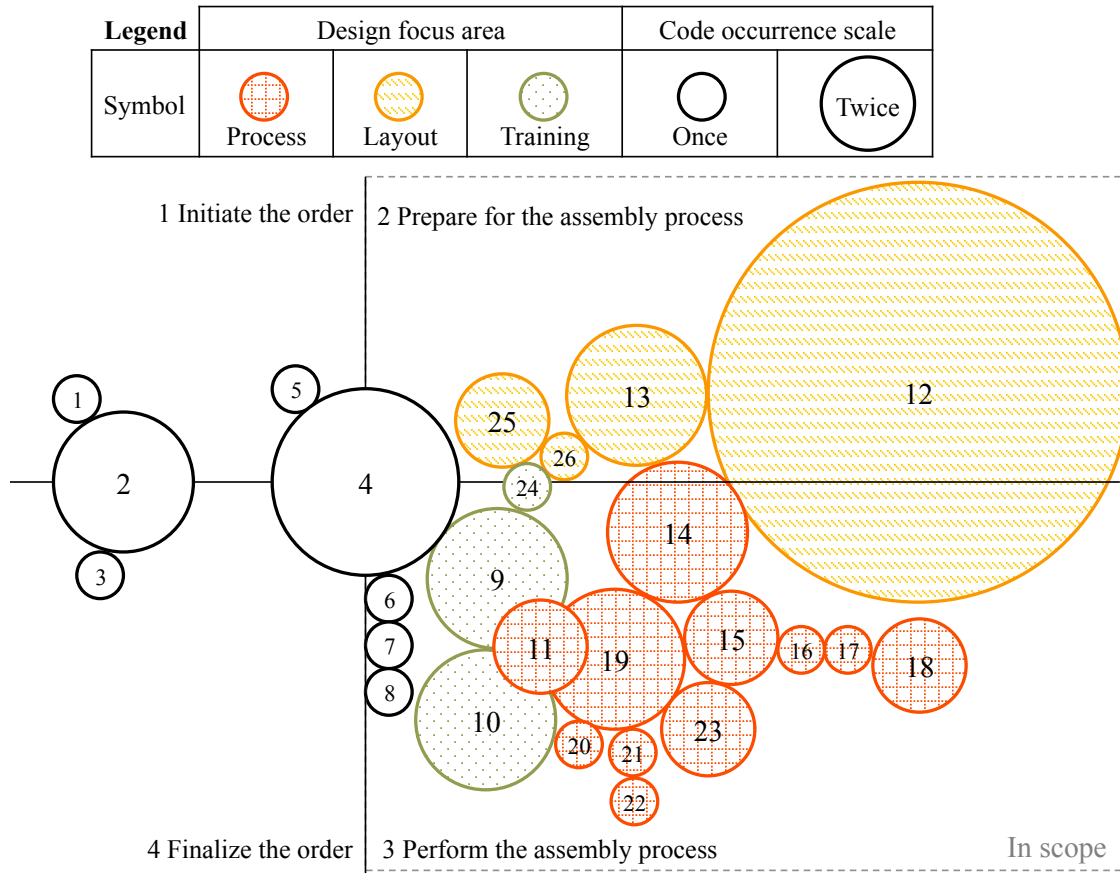 Legend Design focus area Code occurrence scale
Symbol
Twice
Process Layout Training Once
1 Initiate the order
2 Prepare for the assembly process
12
13
5
1
25
26
2
4
24
14
9
3
6
15
7
11
19
16
17
18
8
10
23
20
21
22
4 Finalize the order
3 Perform the assembly process
In scope